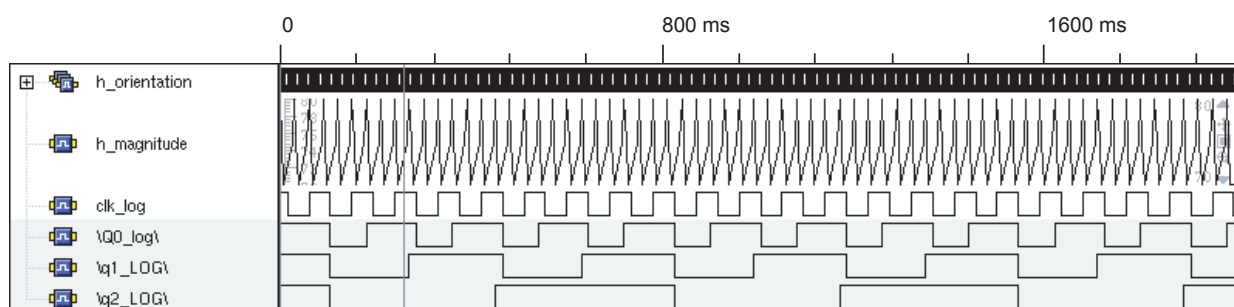 0 800 ms 1600 ms
h_orientation
h_magnitude
clk_log
\Q0_log\
\q1_LOG\
\q2_LOG\